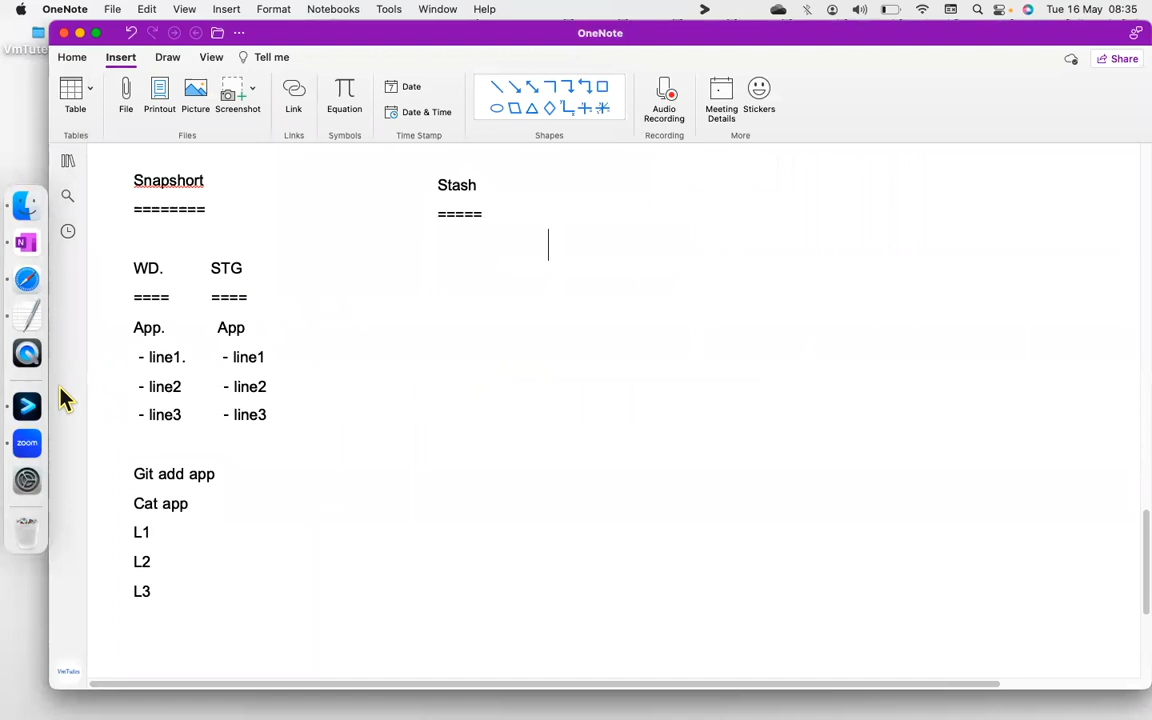 OneNote File Edit View Insert Format Notebooks Tools Window Help Tue 16 May 08:35
VmTute
OneNote
Home Insert Draw View Tell me Share
Table File Printout Picture Screenshot Link Equation Date Date & Time Audio Recording Meeting Details Stickers
Tables Files Links Symbols Time Stamp Shapes Recording More
Snapshort
========
Stash
=====
WD. STG
==== ====
App. App
- line1. - line1
- line2 - line2
- line3 - line3
Git add app
Cat app
L1
L2
L3
zoom
VmTutes